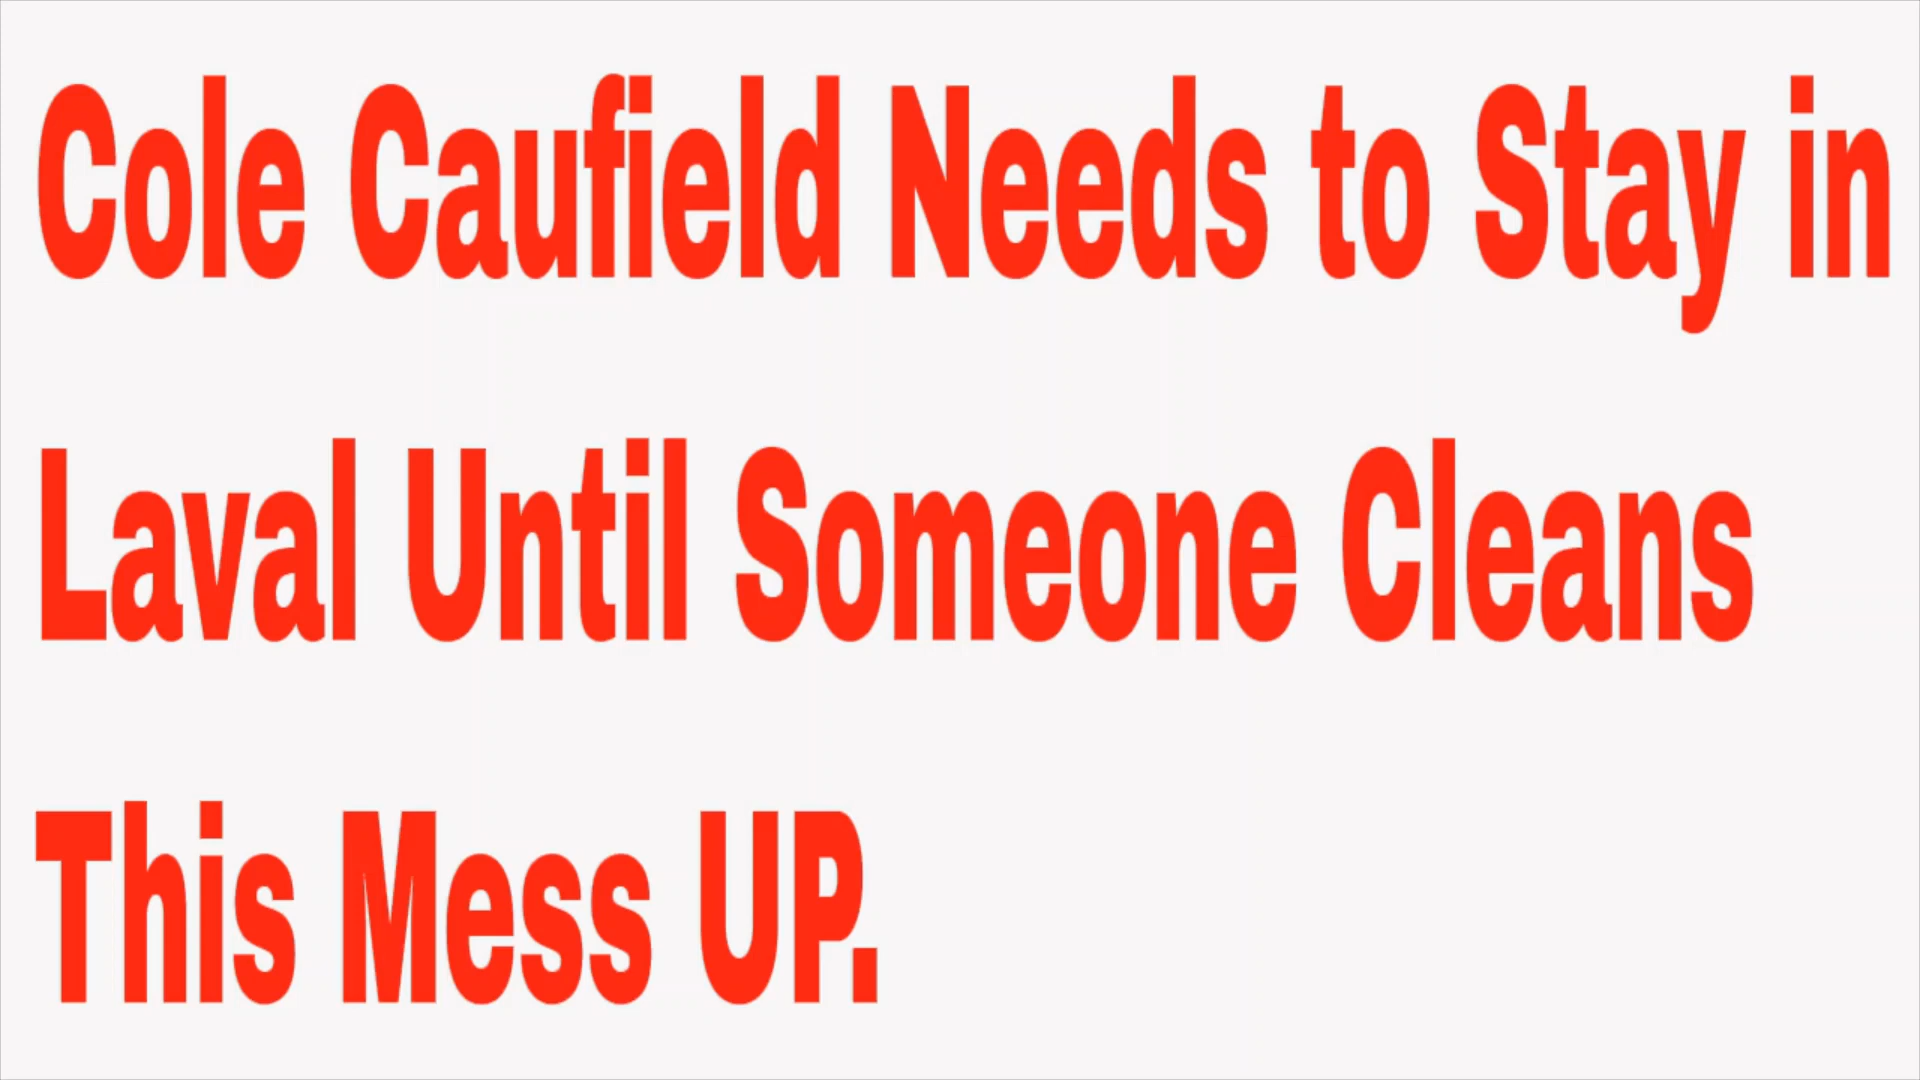 Cole Caufield Needs to Stay in
Laval Until Someone Cleans
This Mess UP.